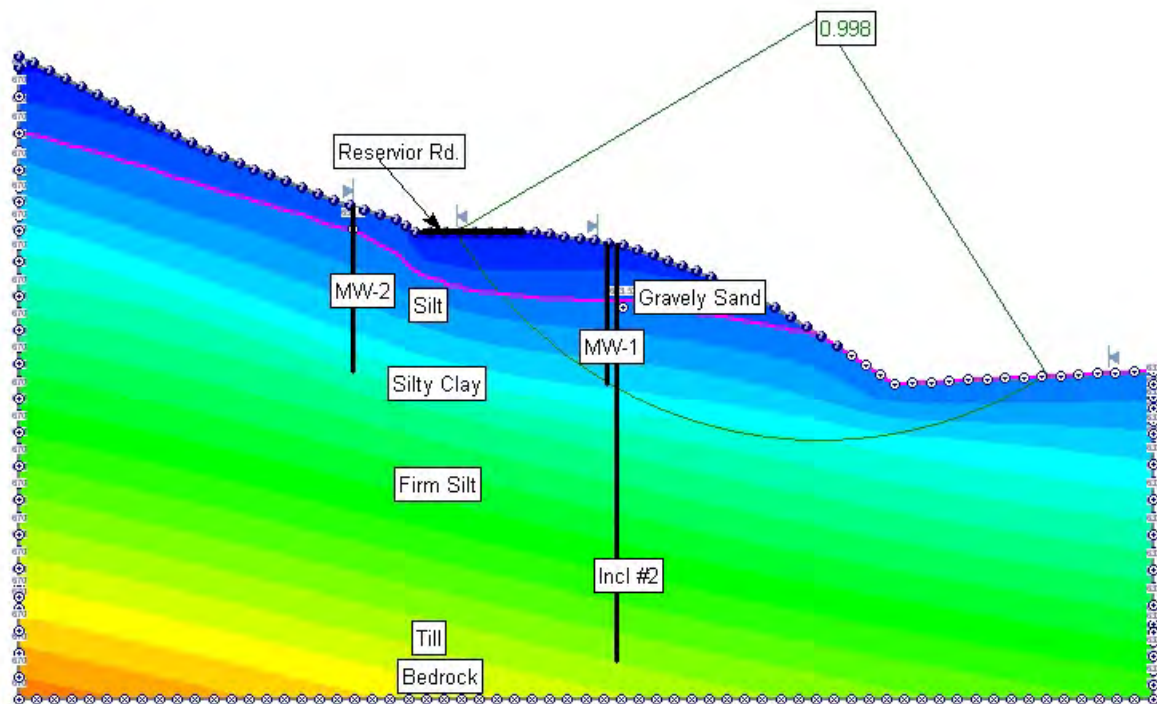 0.998
Reservior Rd.
MW-2
Silt
Gravely Sand
MW-1
Silty Clay
Firm Silt
Incl #2
Till
Bedrock